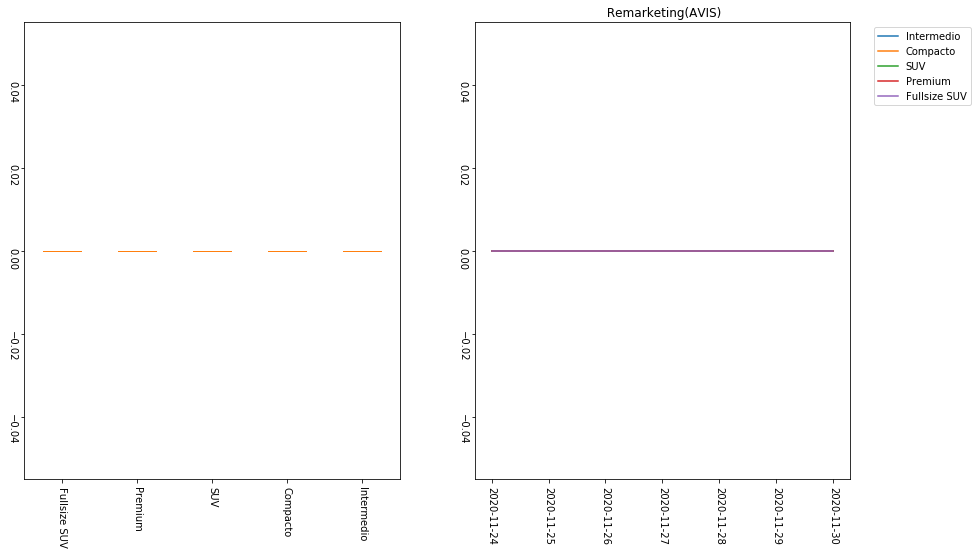 Remarketing(AVIS)
Intermedio
Compacto
SUV
Premium
Fullsize SUV
0.04
0.02
0.00
−0.02
−0.04
Fullsize SUV
Premium
SUV
Compacto
Intermedio
0.04
0.02
0.00
−0.02
−0.04
2020-11-24
2020-11-25
2020-11-26
2020-11-27
2020-11-28
2020-11-29
2020-11-30